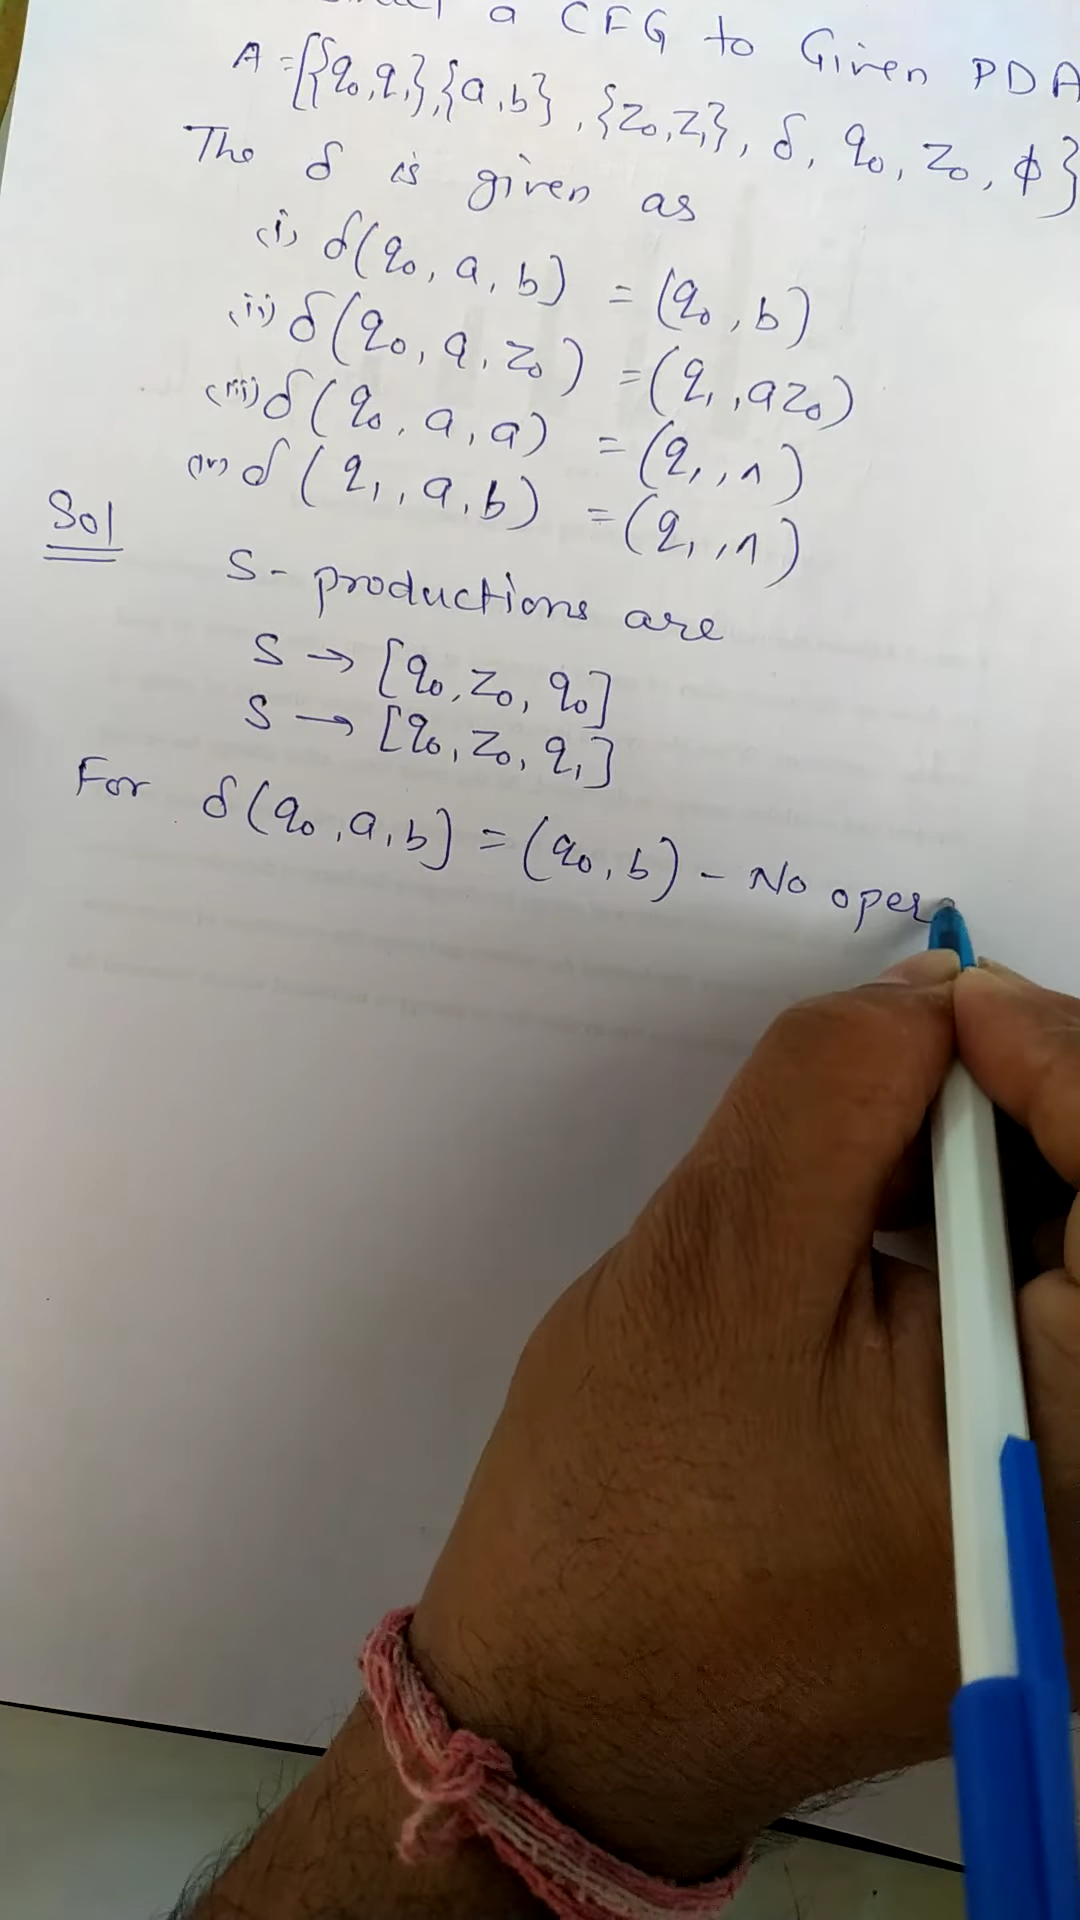 a CFG to Given PDA
A = [{q₀,q₁},{a,b},{z₀,z₁}, δ, q₀, z₀, ϕ}
The δ is given as
(i) δ(q₀, a, b) = (q₀, b)
(ii) δ(q₀, a, z₀) = (q₁, az₀)
(iii) δ(q₀, a, a) = (q₁, ∧)
(iv) δ(q₁, a, b) = (q₁, ∧)
Sol
S- productions are
S → [q₀, z₀, q₀]
S → [q₀, z₀, q₁]
For δ(q₀, a, b) = (q₀, b) - No oper